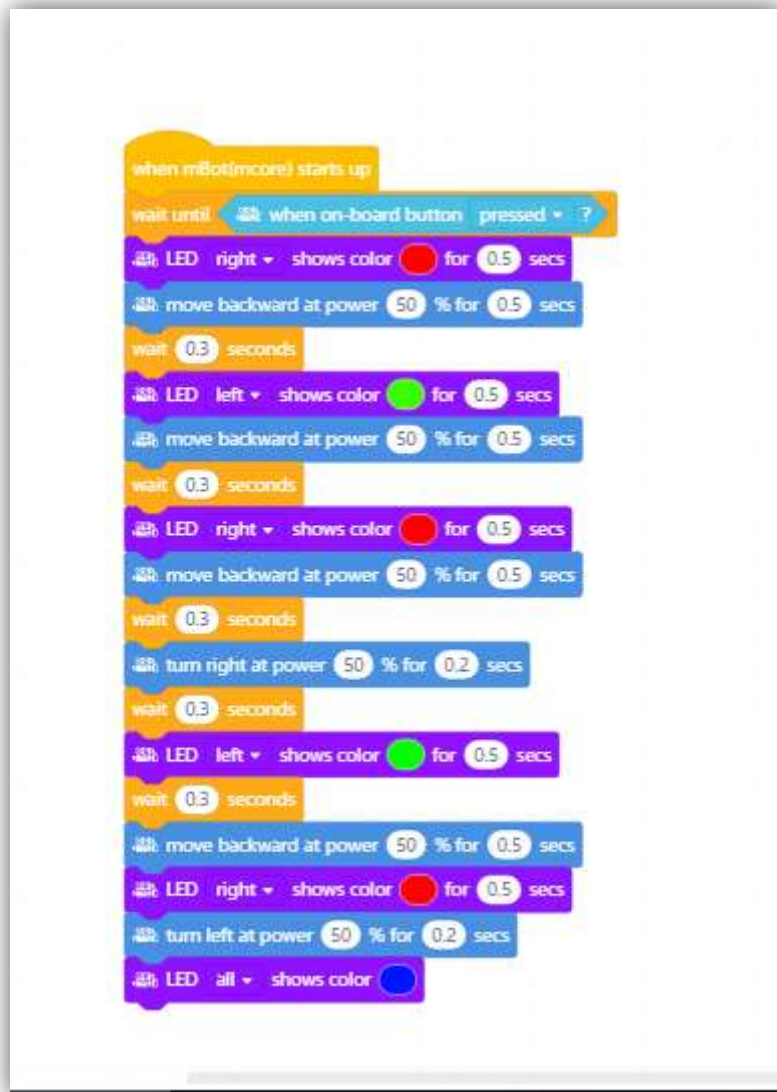 when mBot(mcore) starts up
wait until when on-board button pressed ?
LED right shows color for 0.5 secs
move backward at power 50 % for 0.5 secs
wait 0.3 seconds
LED left shows color for 0.5 secs
move backward at power 50 % for 0.5 secs
wait 0.3 seconds
LED right shows color for 0.5 secs
move backward at power 50 % for 0.5 secs
wait 0.3 seconds
turn right at power 50 % for 0.2 secs
wait 0.3 seconds
LED left shows color for 0.5 secs
wait 0.3 seconds
move backward at power 50 % for 0.5 secs
LED right shows color for 0.5 secs
turn left at power 50 % for 0.2 secs
LED all shows color